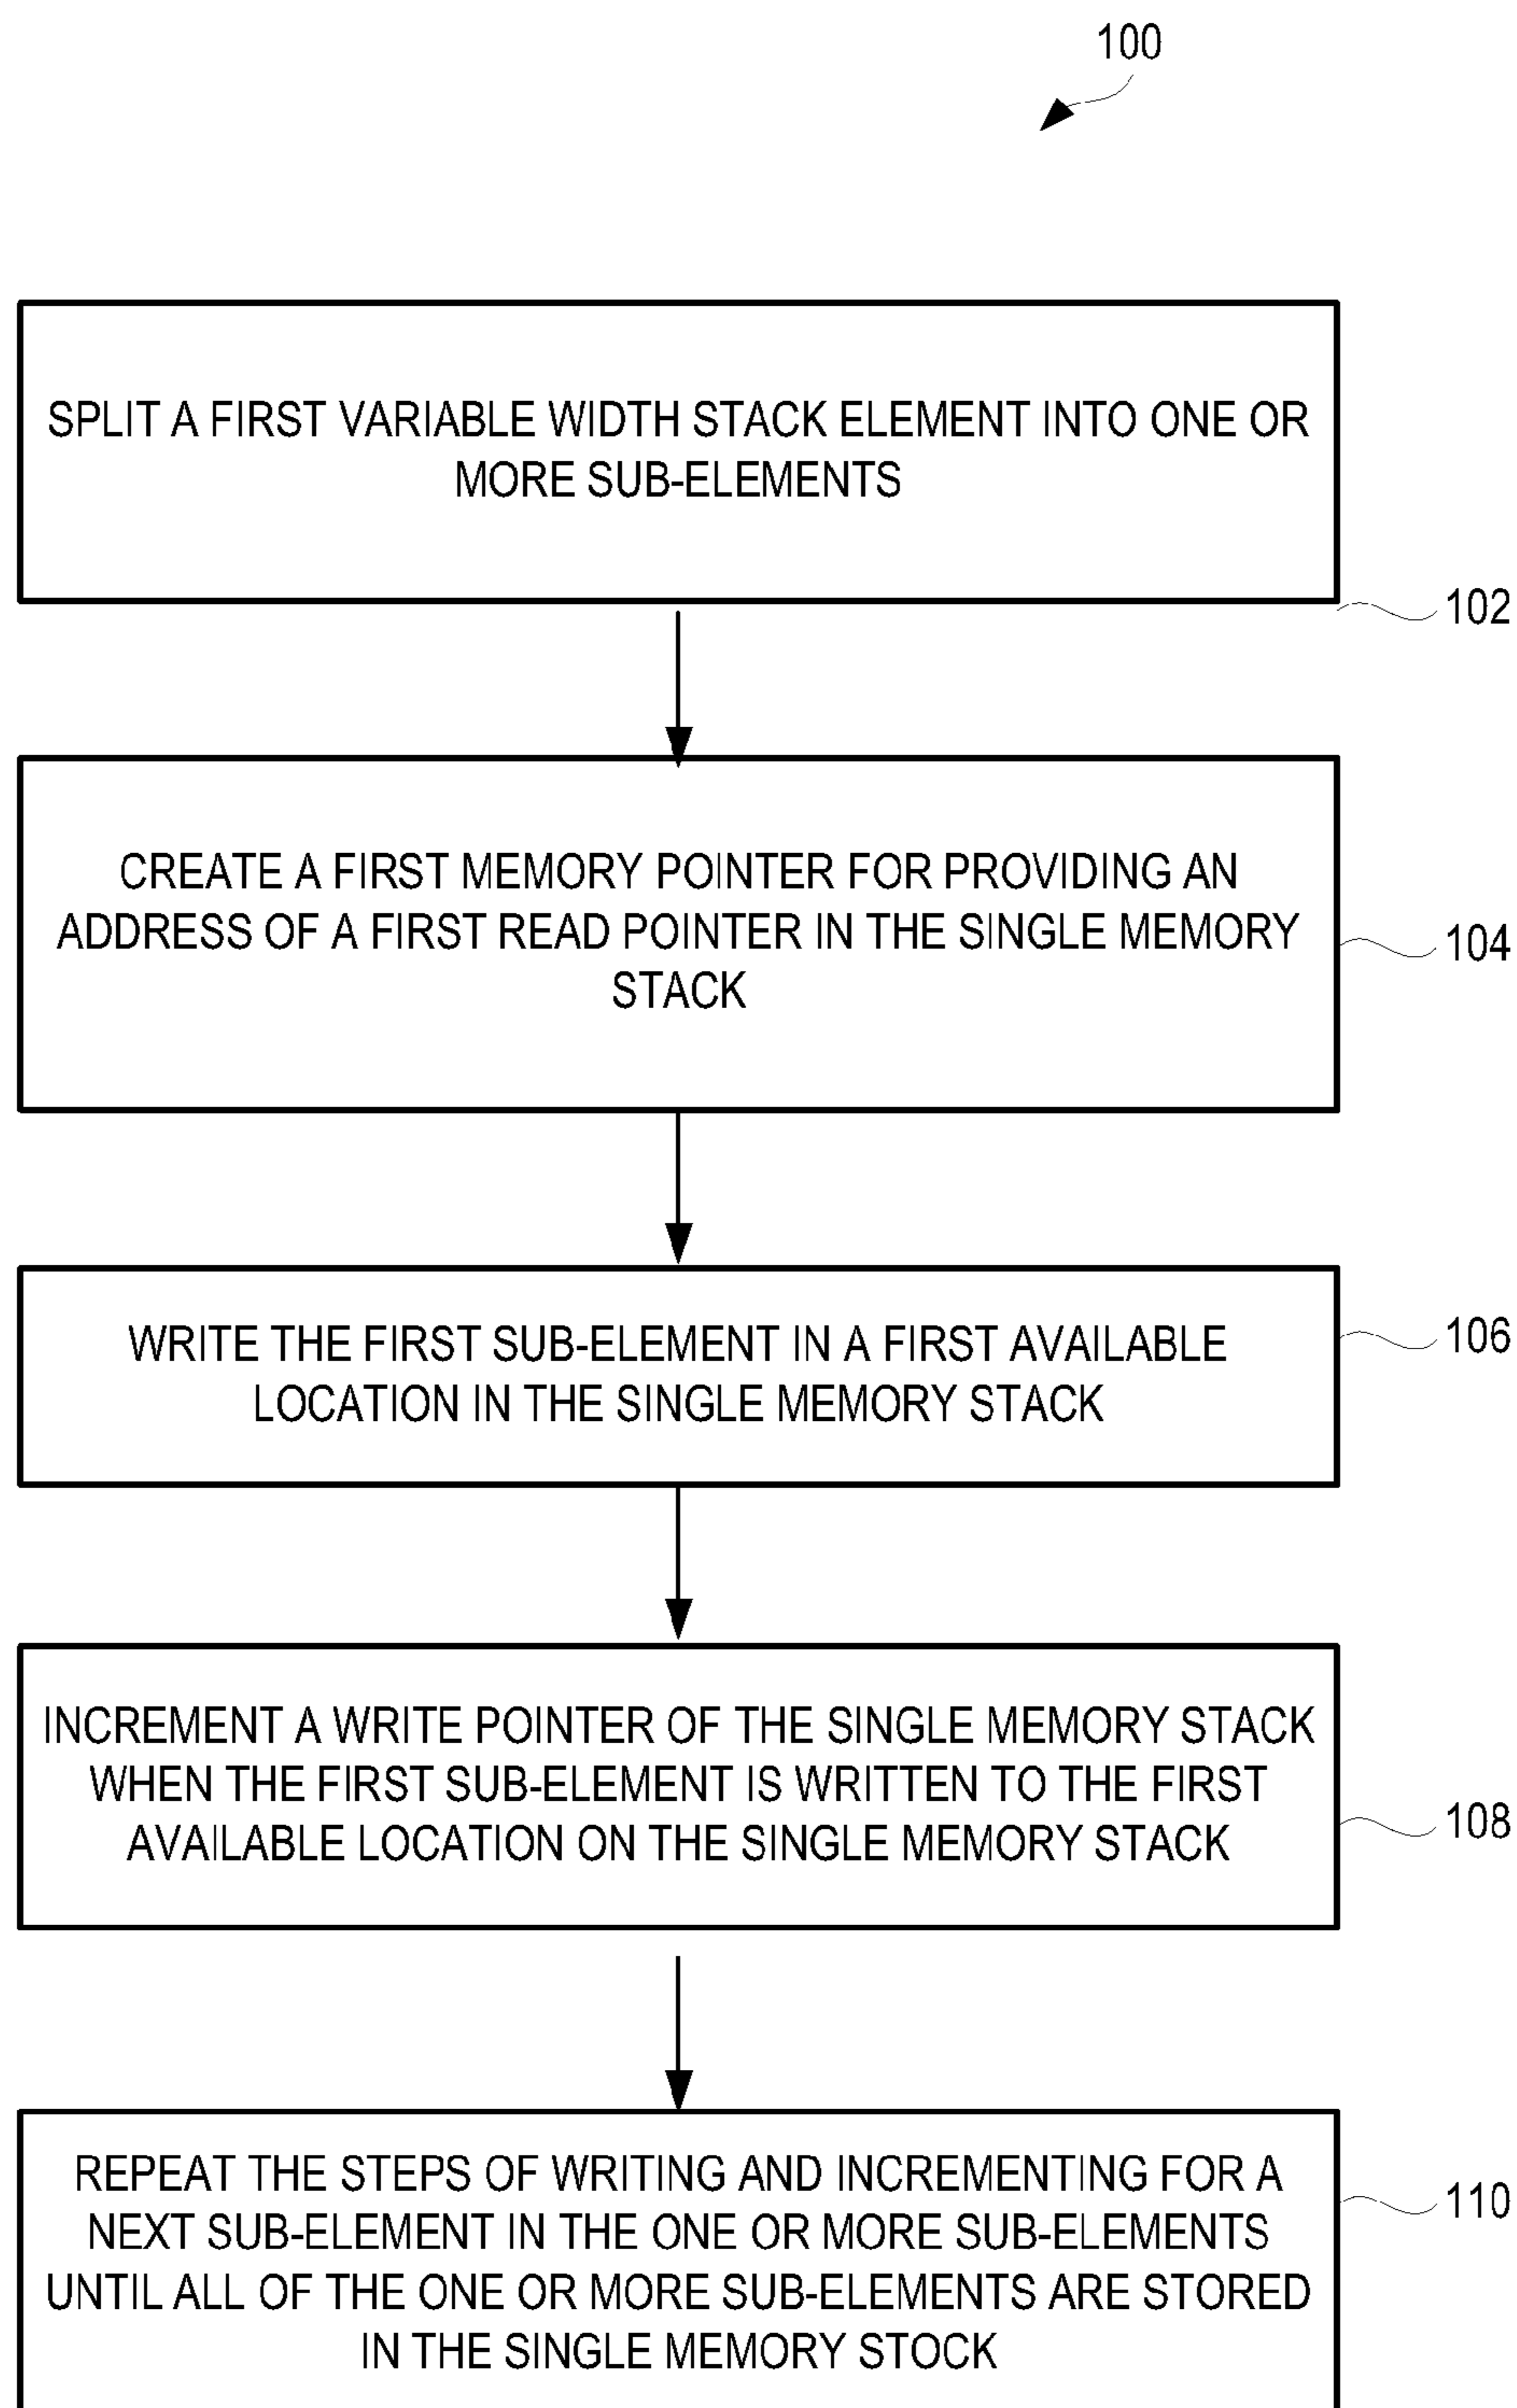 100
SPLIT A FIRST VARIABLE WIDTH STACK ELEMENT INTO ONE OR
MORE SUB-ELEMENTS
102
CREATE A FIRST MEMORY POINTER FOR PROVIDING AN
ADDRESS OF A FIRST READ POINTER IN THE SINGLE MEMORY
STACK
104
WRITE THE FIRST SUB-ELEMENT IN A FIRST AVAILABLE
LOCATION IN THE SINGLE MEMORY STACK
106
INCREMENT A WRITE POINTER OF THE SINGLE MEMORY STACK
WHEN THE FIRST SUB-ELEMENT IS WRITTEN TO THE FIRST
AVAILABLE LOCATION ON THE SINGLE MEMORY STACK
108
REPEAT THE STEPS OF WRITING AND INCREMENTING FOR A
NEXT SUB-ELEMENT IN THE ONE OR MORE SUB-ELEMENTS
UNTIL ALL OF THE ONE OR MORE SUB-ELEMENTS ARE STORED
IN THE SINGLE MEMORY STOCK
110